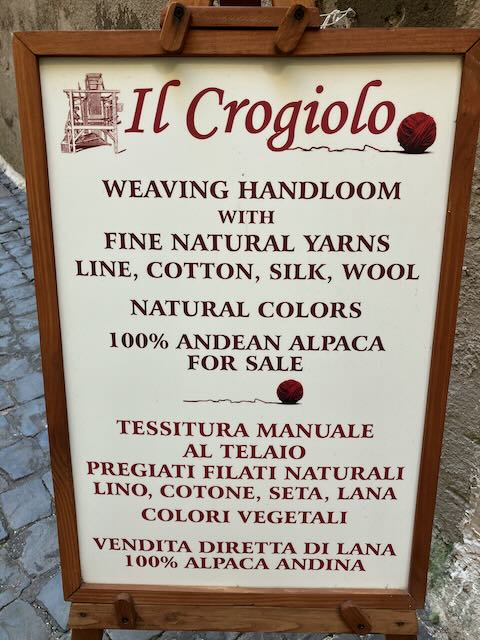 Il Crogiolo
WEAVING HANDLOOM
WITH
FINE NATURAL YARNS
LINE, COTTON, SILK, WOOL
NATURAL COLORS
100% ANDEAN ALPACA
FOR SALE
TESSITURA MANUALE
AL TELAIO
PREGIATI FILATI NATURALI
LINO, COTONE, SETA, LANA
COLORI VEGETALI
VENDITA DIRETTA DI LANA
100% ALPACA ANDINA